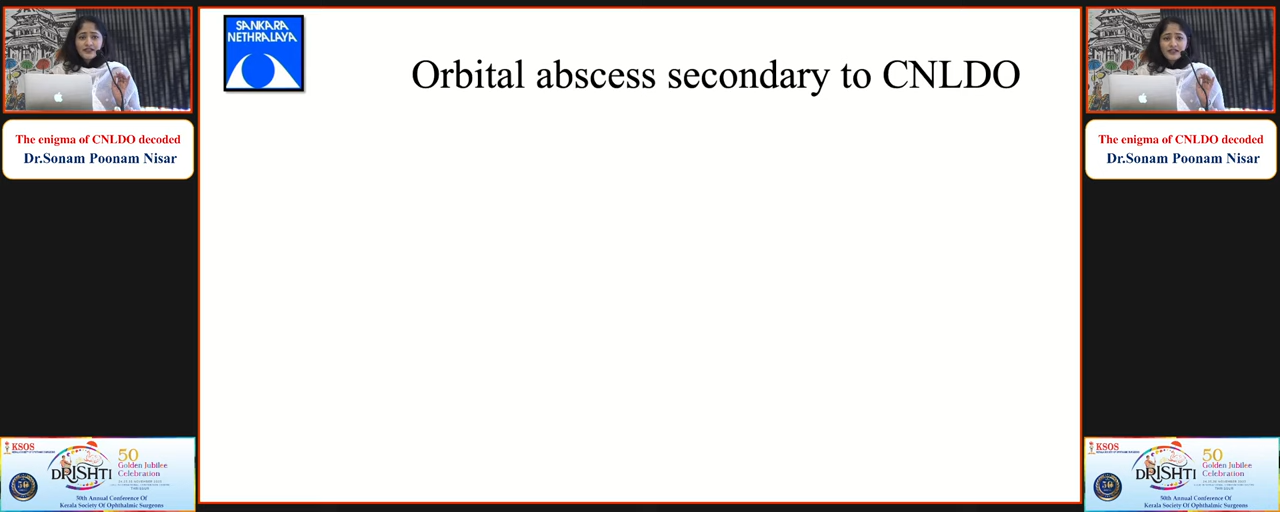 SANKARA
NETHRALAYA
Orbital abscess secondary to CNLDO
The enigma of CNLDO decoded
Dr.Sonam Poonam Nisar
KSOS
50
Golden Jubilee
Celebration
DRISHTI
50th Annual Conference Of
Kerala Society Of Ophthalmic Surgeons
The enigma of CNLDO decoded
Dr.Sonam Poonam Nisar
KSOS
50
Golden Jubilee
Celebration
DRISHTI
50th Annual Conference Of
Kerala Society Of Ophthalmic Surgeons